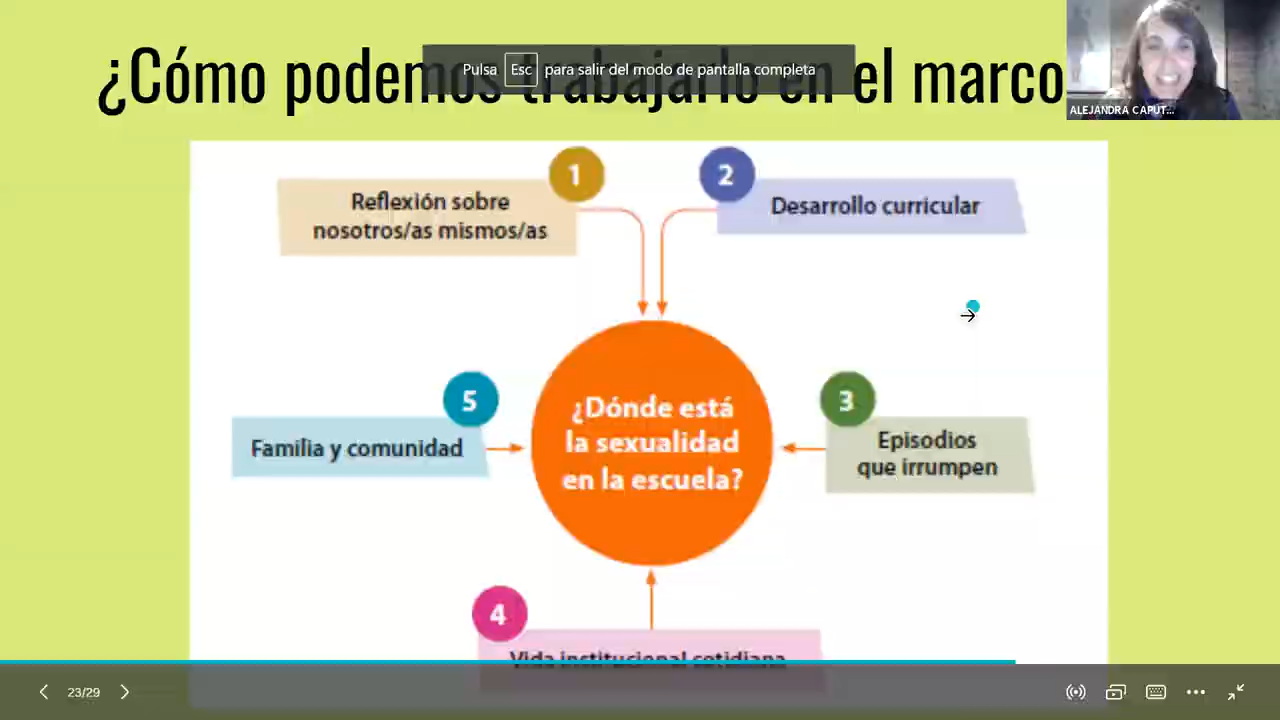 ¿Cómo podemos trabajarlo en el marco
Pulsa Esc para salir del modo de pantalla completa
ALEJANDRA CAPUT...
1
Reflexión sobre
nosotros/as mismos/as
2
Desarrollo curricular
5
Familia y comunidad
¿Dónde está
la sexualidad
en la escuela?
3
Episodios
que irrumpen
4
Vida institucional cotidiana
23/29